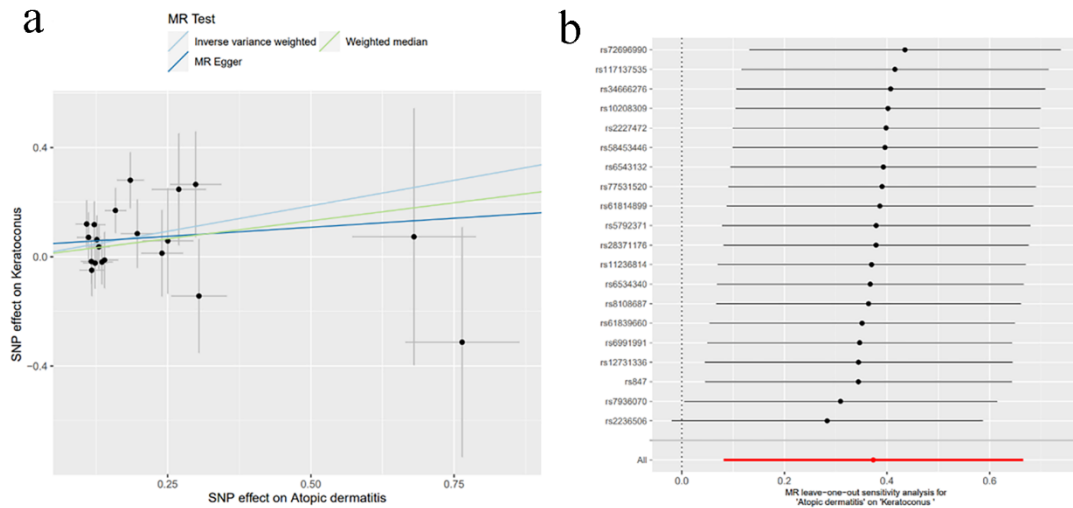 a
MR Test
Inverse variance weighted
Weighted median
MR Egger
SNP effect on Keratoconus
0.4
0.0
−0.4
0.25
0.50
0.75
SNP effect on Atopic dermatitis
b
rs72696990
rs117137535
rs34666276
rs10208309
rs2227472
rs58453446
rs6543132
rs77531520
rs61814899
rs5792371
rs28371176
rs11236814
rs6534340
rs8108687
rs61839660
rs6991991
rs12731336
rs847
rs7936070
rs2236506
All
0.0
0.2
0.4
0.6
MR leave−one−out sensitivity analysis for
'Atopic dermatitis' on 'Keratoconus '